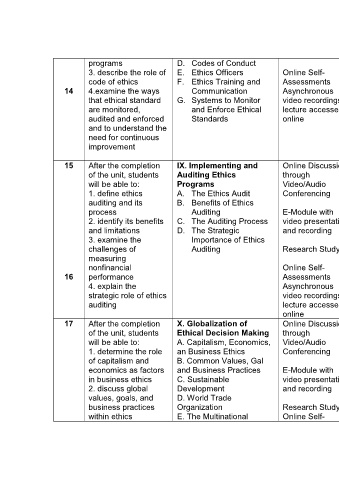 programs
3. describe the role of
code of ethics
14
4.examine the ways
that ethical standard
are monitored,
audited and enforced
and to understand the
need for continuous
improvement
D. Codes of Conduct
E. Ethics Officers
F. Ethics Training and
Communication
G. Systems to Monitor
and Enforce Ethical
Standards
Online Self-
Assessments
Asynchronous
video recordings
lecture accesse
online
15
16
After the completion
of the unit, students
will be able to:
1. define ethics
auditing and its
process
2. identify its benefits
and limitations
3. examine the
challenges of
measuring
nonfinancial
performance
4. explain the
strategic role of ethics
auditing
IX. Implementing and
Auditing Ethics
Programs
A. The Ethics Audit
B. Benefits of Ethics
Auditing
C. The Auditing Process
D. The Strategic
Importance of Ethics
Auditing
Online Discussi
through
Video/Audio
Conferencing
E-Module with
video presentati
and recording
Research Study
Online Self-
Assessments
Asynchronous
video recordings
lecture accesse
online
17
After the completion
of the unit, students
will be able to:
1. determine the role
of capitalism and
economics as factors
in business ethics
2. discuss global
values, goals, and
business practices
within ethics
X. Globalization of
Ethical Decision Making
A. Capitalism, Economics,
an Business Ethics
B. Common Values, Gal
and Business Practices
C. Sustainable
Development
D. World Trade
Organization
E. The Multinational
Online Discussi
through
Video/Audio
Conferencing
E-Module with
video presentati
and recording
Research Study
Online Self-